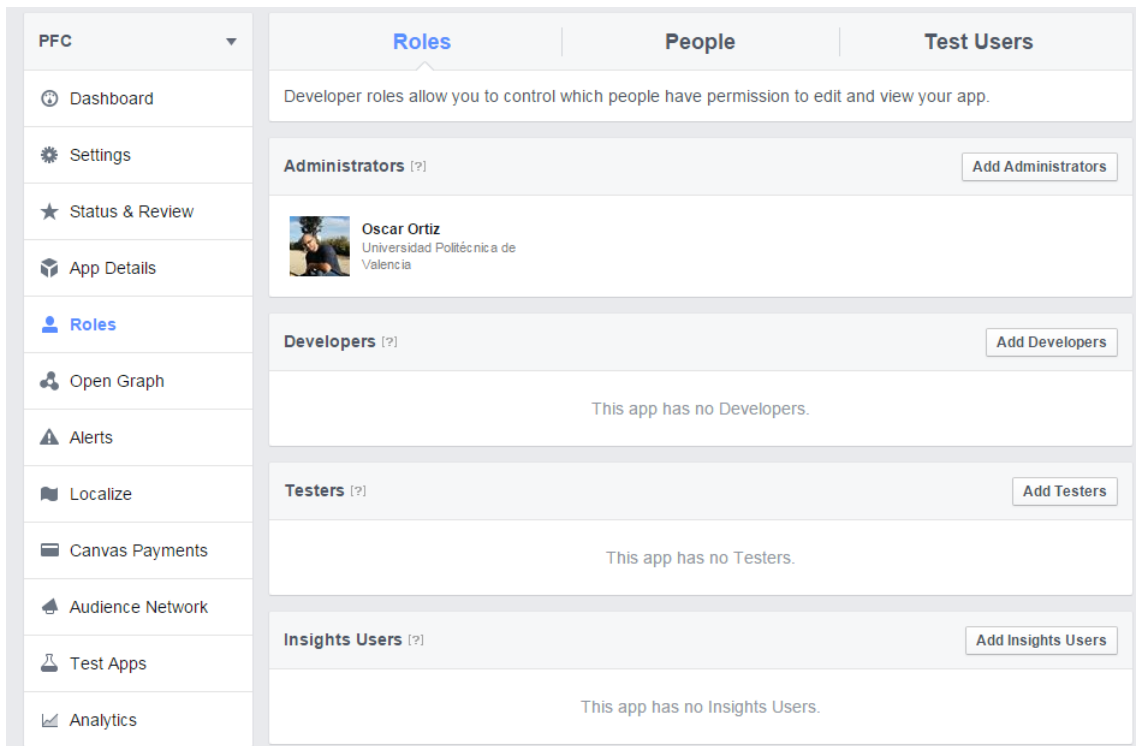 PFC
Dashboard
Settings
Status & Review
App Details
Roles
Open Graph
Alerts
Localize
Canvas Payments
Audience Network
Test Apps
Analytics
Roles People Test Users
Developer roles allow you to control which people have permission to edit and view your app.
Administrators [?] Add Administrators
Oscar Ortiz
Universidad Politécnica de
Valencia
Developers [?] Add Developers
This app has no Developers.
Testers [?] Add Testers
This app has no Testers.
Insights Users [?] Add Insights Users
This app has no Insights Users.